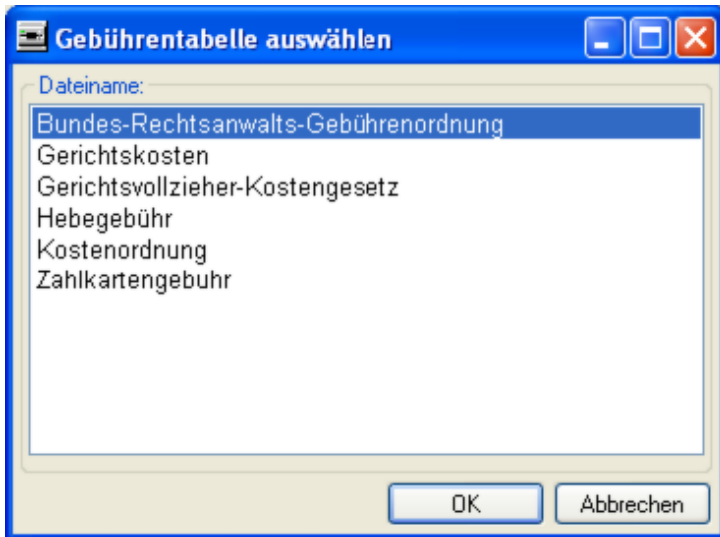 Gebührentabelle auswählen
Dateiname:
Bundes-Rechtsanwalts-Gebührenordnung
Gerichtskosten
Gerichtsvollzieher-Kostengesetz
Hebegebühr
Kostenordnung
Zahlkartengebuhr
OK Abbrechen